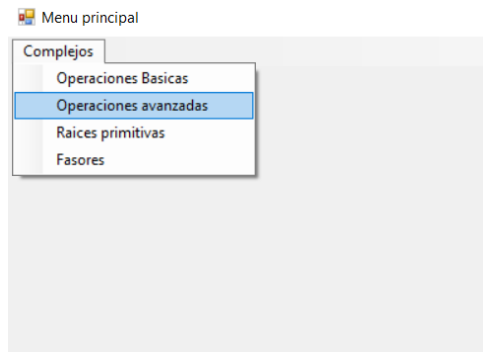 Menu principal
Complejos
Operaciones Basicas
Operaciones avanzadas
Raices primitivas
Fasores